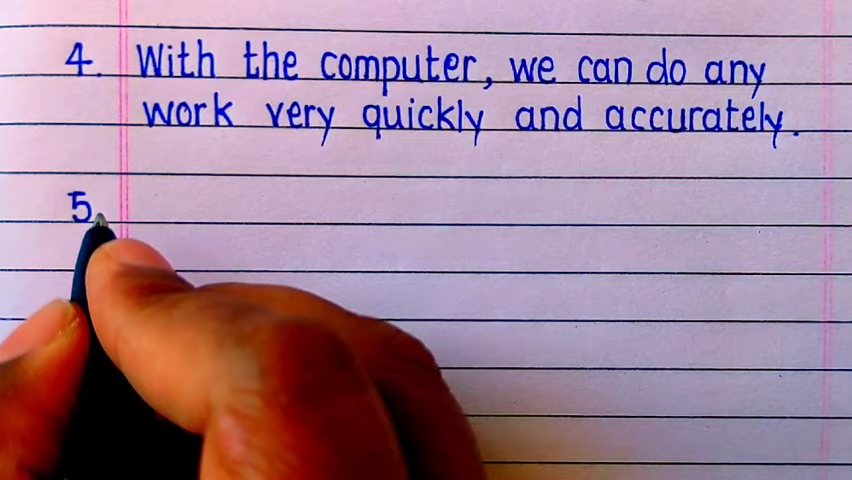 4. With the computer, we can do any
work very quickly and accurately.
5.